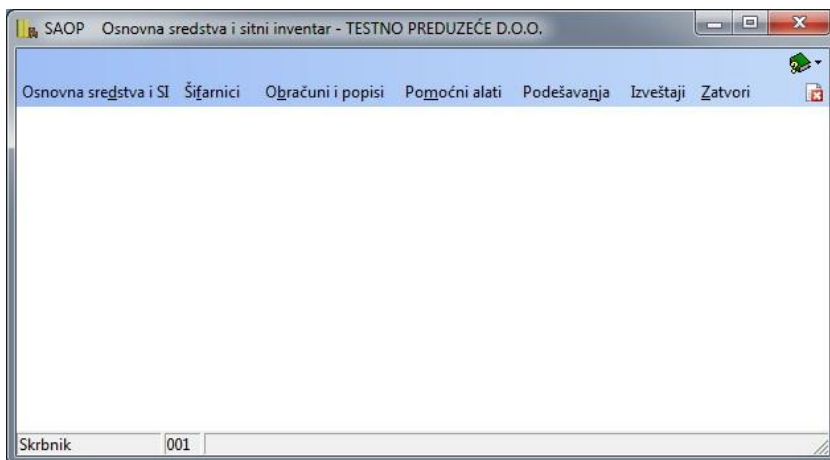 SAOP Osnovna sredstva i sitni inventar - TESTNO PREDUZEĆE D.O.O.
Osnovna sredstva i SI Šifarnici Obračuni i popisi Pomoćni alati Podešavanja Izveštaji Zatvori
Skrbnik 001